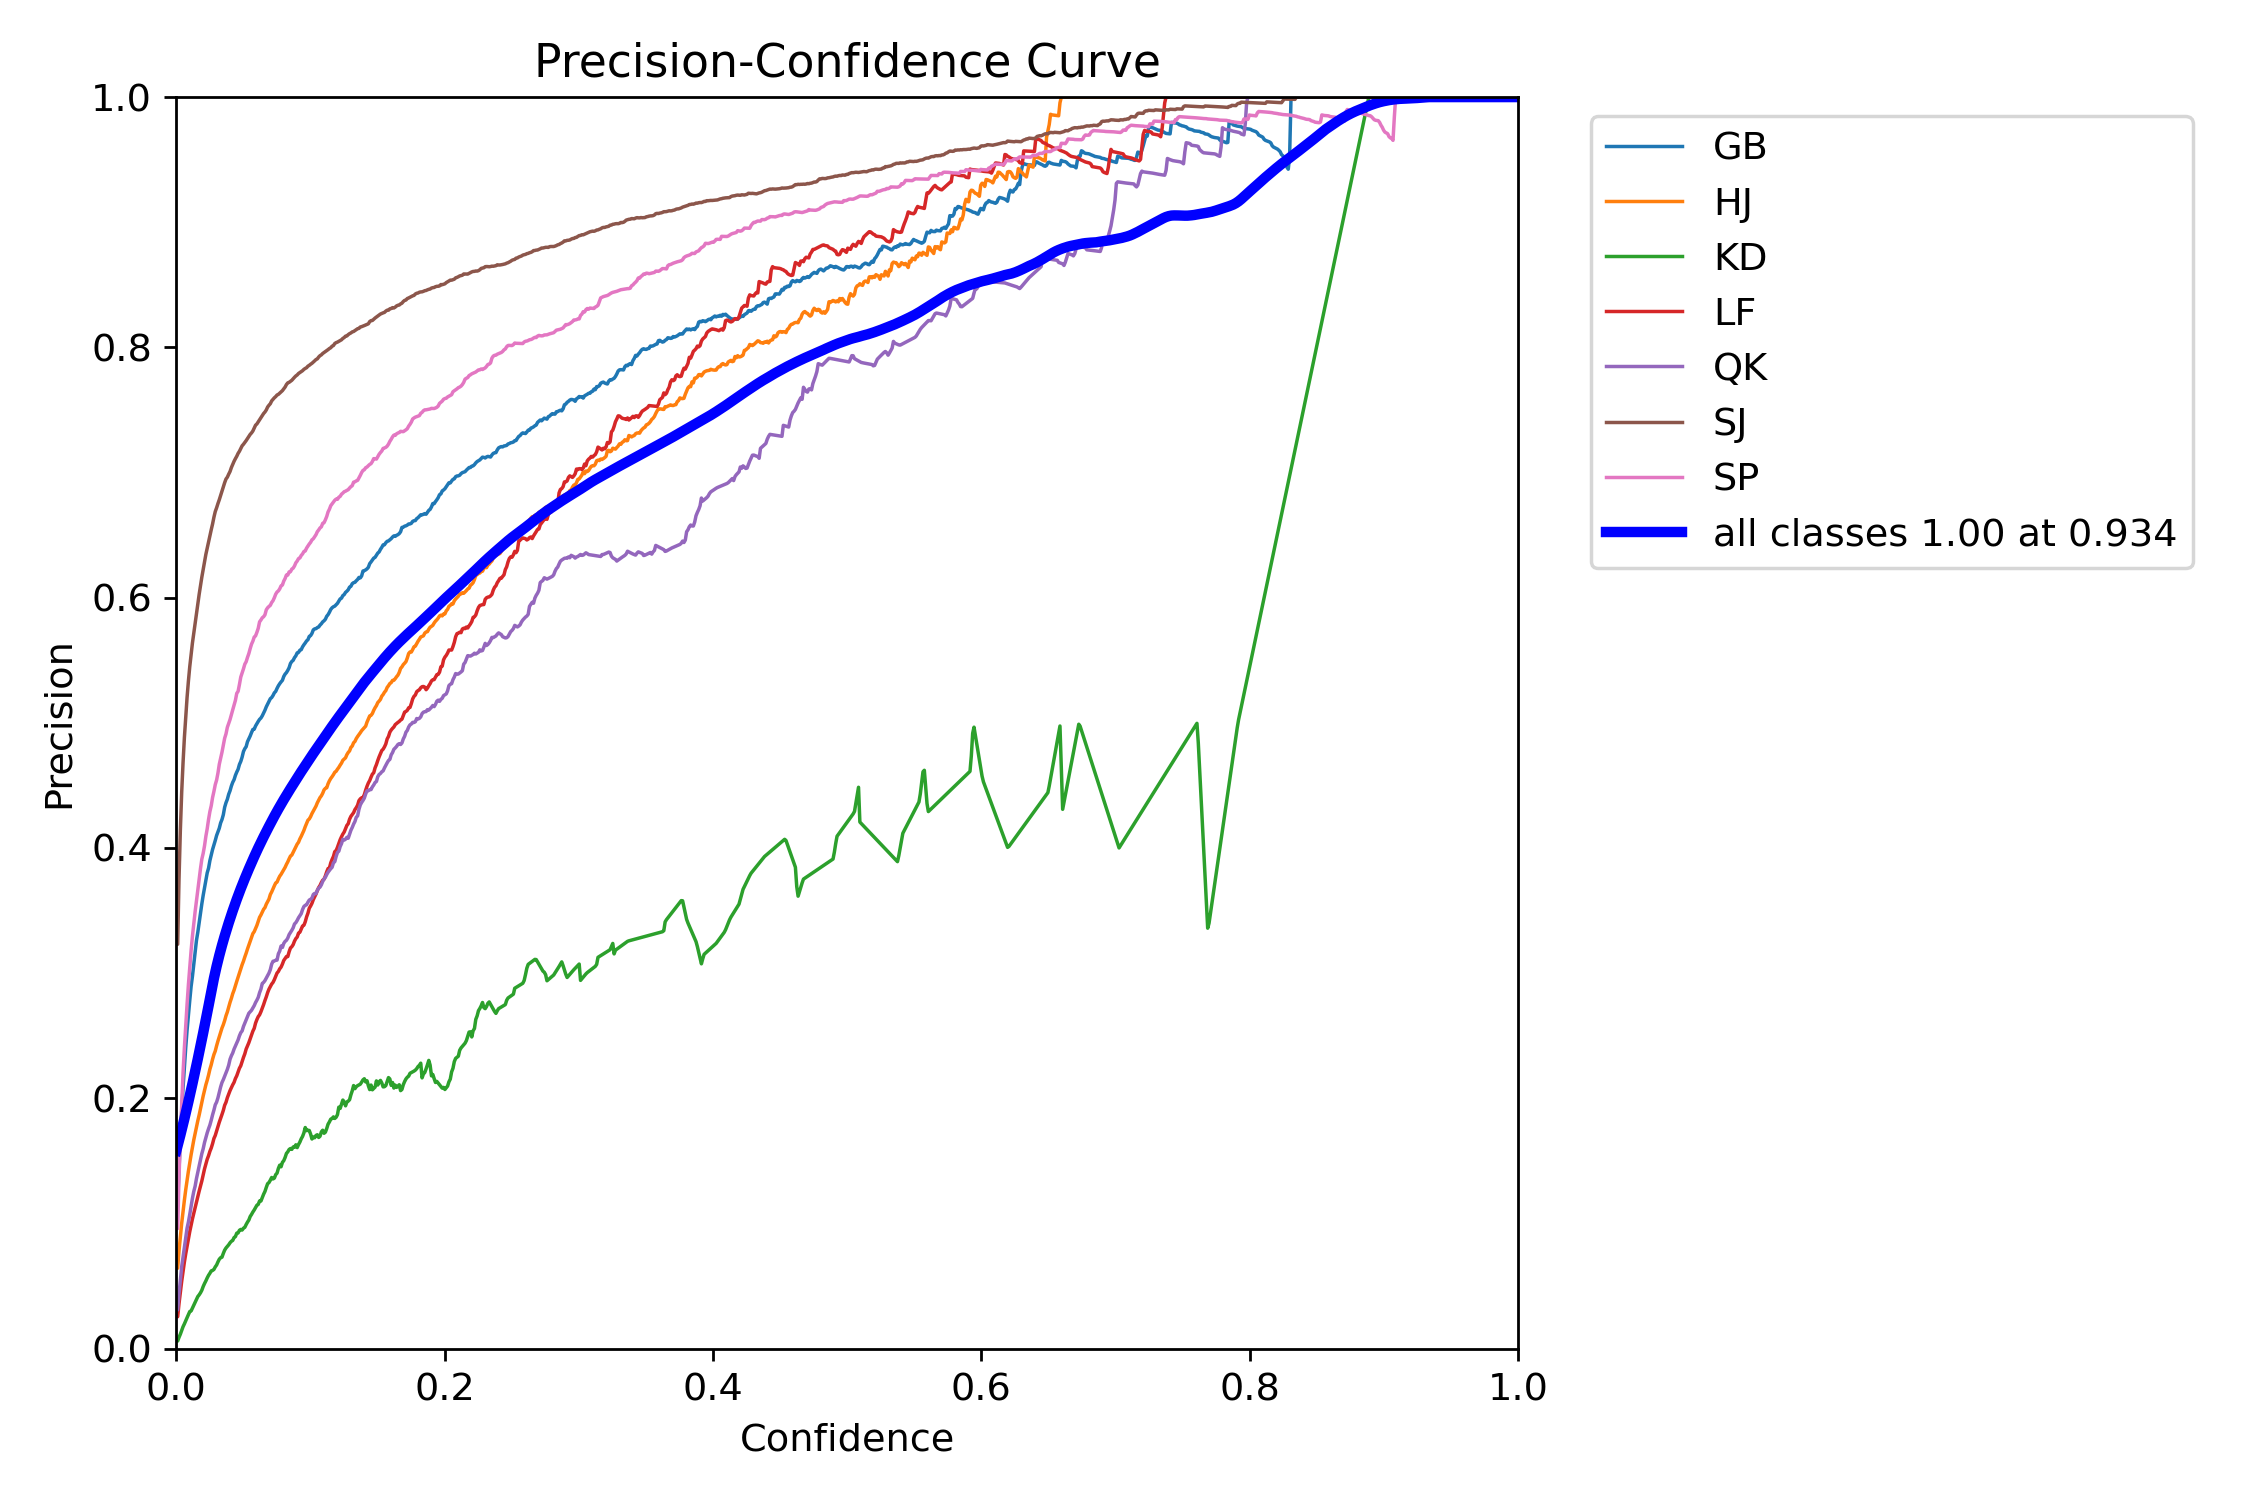 Precision-Confidence Curve
1.0
0.8
0.6
0.4
0.2
0.0
Precision
0.0 0.2 0.4 0.6 0.8 1.0
Confidence
GB
HJ
KD
LF
QK
SJ
SP
all classes 1.00 at 0.934